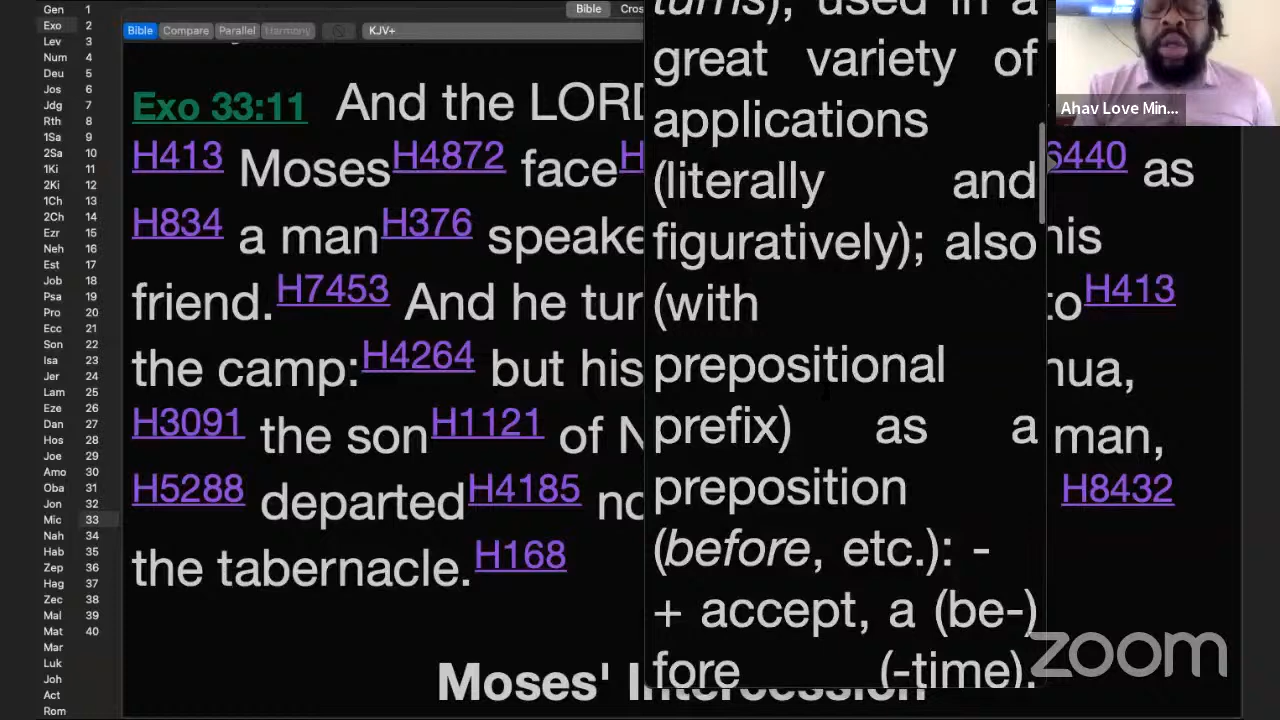 Gen 1
Exo 2
Lev 3
Num 4
Deu 5
Jos 6
Jdg 7
Rth 8
1Sa 9
2Sa 10
1Ki 11
2Ki 12
1Ch 13
2Ch 14
Ezr 15
Neh 16
Est 17
Job 18
Psa 19
Pro 20
Ecc 21
Son 22
Isa 23
Jer 24
Lam 25
Eze 26
Dan 27
Hos 28
Joe 29
Amo 30
Oba 31
Jon 32
Mic 33
Nah 34
Hab 35
Zep 36
Hag 37
Zec 38
Mal 39
Mat 40
Mar
Luk
Joh
Act
Rom
Bible Cros
Bible Compare Parallel Harmony KJV+
Exo 33:11 And the LORD
H413 Moses H4872 face H 6440 as
H834 a man H376 speake his
friend. H7453 And he tur to H413
the camp: H4264 but his hua,
H3091 the son H1121 of N man,
H5288 departed H4185 no H8432
the tabernacle. H168
Moses' Intercession
turns), used in a
great variety of
applications
(literally and
figuratively); also
(with
prepositional
prefix) as a
preposition
(before, etc.): -
+ accept, a (be-)
fore (-time),
Ahav Love Min...
zoom